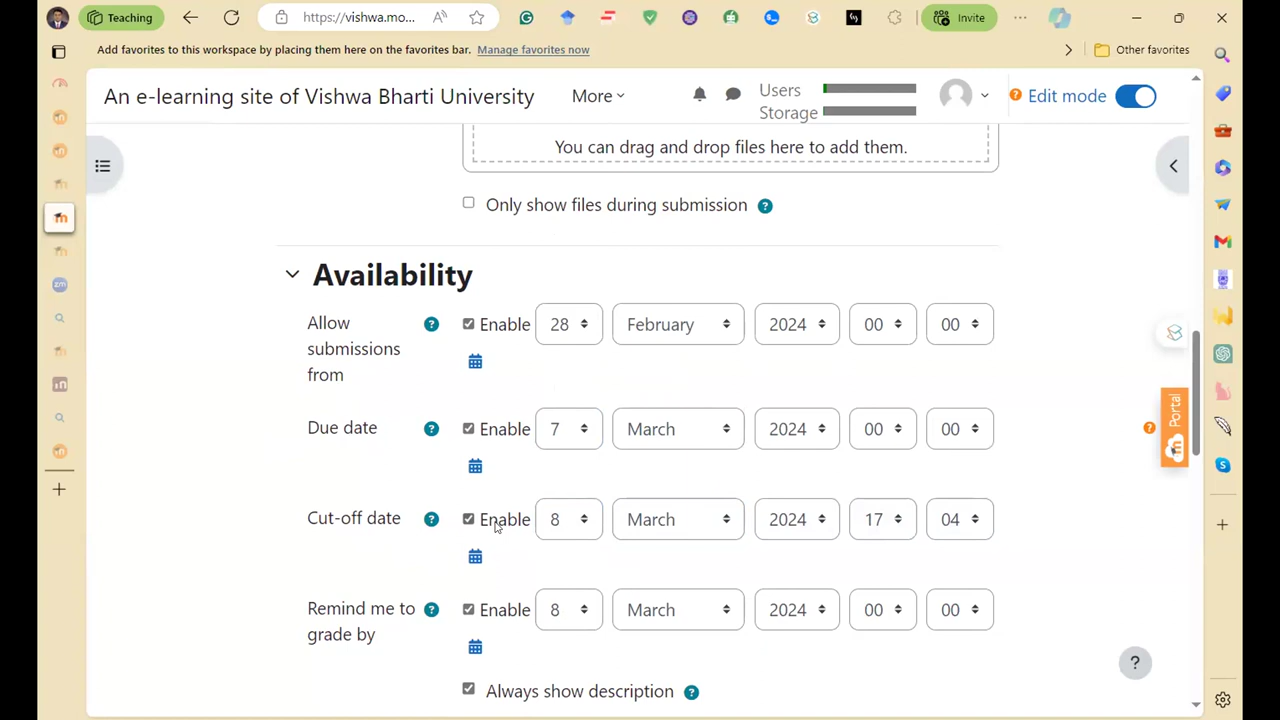 Teaching
https://vishwa.mo...
Invite
Add favorites to this workspace by placing them here on the favorites bar. Manage favorites now
Other favorites
An e-learning site of Vishwa Bharti University
More
Users
Storage
Edit mode
You can drag and drop files here to add them.
Only show files during submission
Availability
Allow submissions from
Enable 28 February 2024 00 00
Due date
Enable 7 March 2024 00 00
Cut-off date
Enable 8 March 2024 17 04
Remind me to grade by
Enable 8 March 2024 00 00
Always show description
Portal